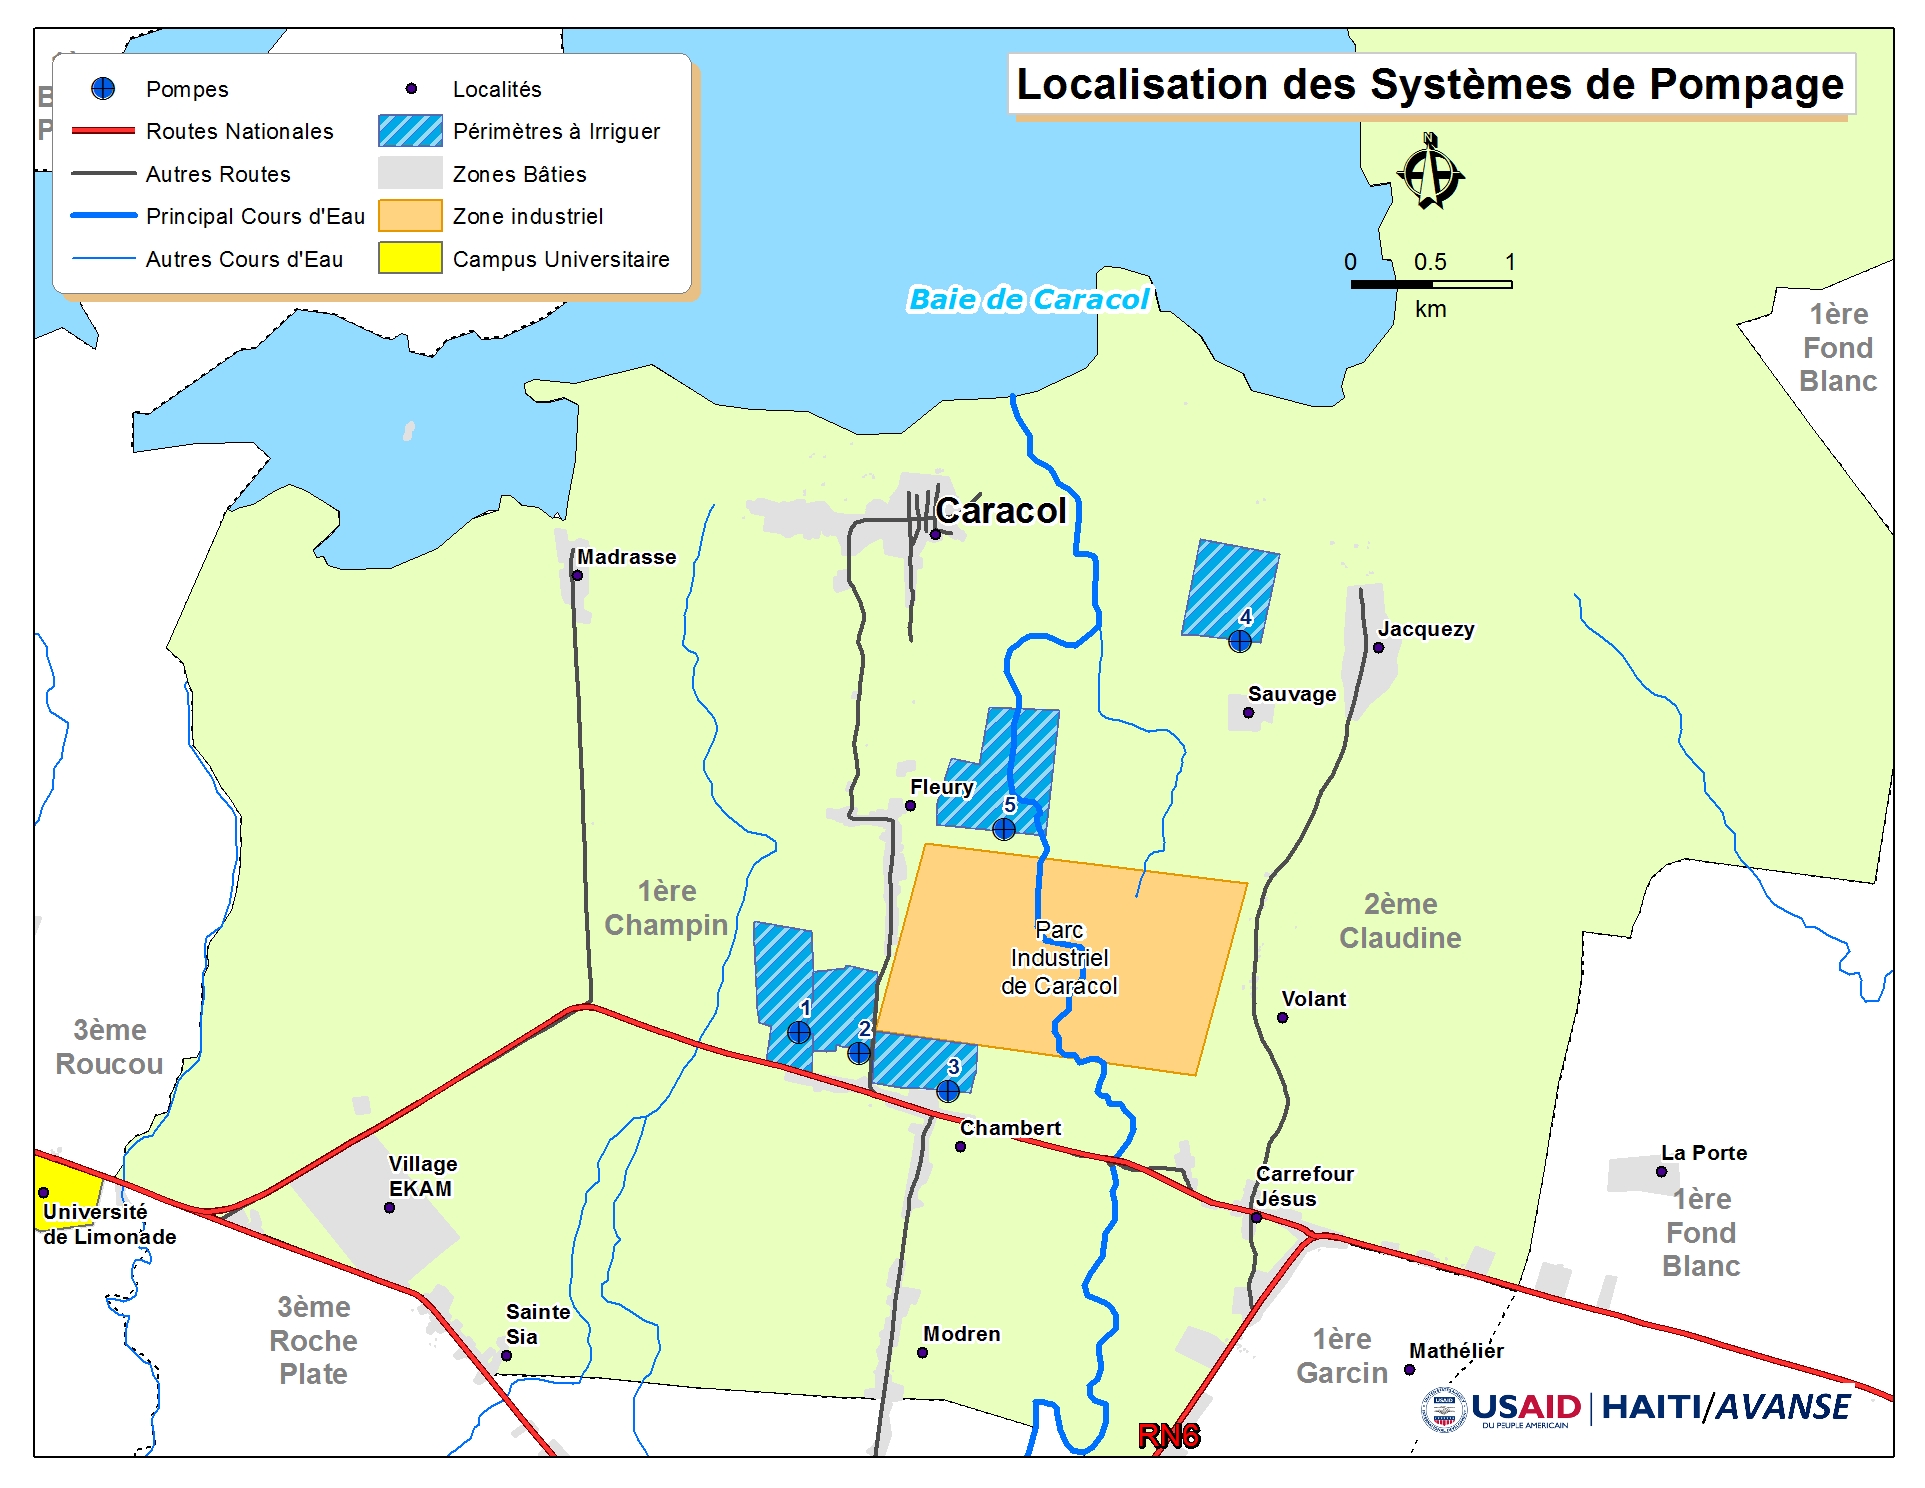 Localisation des Systèmes de Pompage
Pompes
Localités
Routes Nationales
Périmètres à Irriguer
Autres Routes
Zones Bâties
Principal Cours d'Eau
Zone industriel
Autres Cours d'Eau
Campus Universitaire
N
0 0.5 1
km
Baie de Caracol
1ère
Fond
Blanc
Caracol
Madrasse
4
Jacquezy
Sauvage
Fleury
5
1ère
Champin
2ème
Claudine
Parc
Industriel
de Caracol
Volant
1
2
3
3ème
Roucou
Chambert
Village
EKAM
Carrefour
Jésus
La Porte
1ère
Fond
Blanc
Université
de Limonade
3ème
Roche
Plate
Sainte
Sia
Modren
1ère
Garcin
Mathélier
RN6
USAID HAITI/AVANSE
DU PEUPLE AMERICAIN